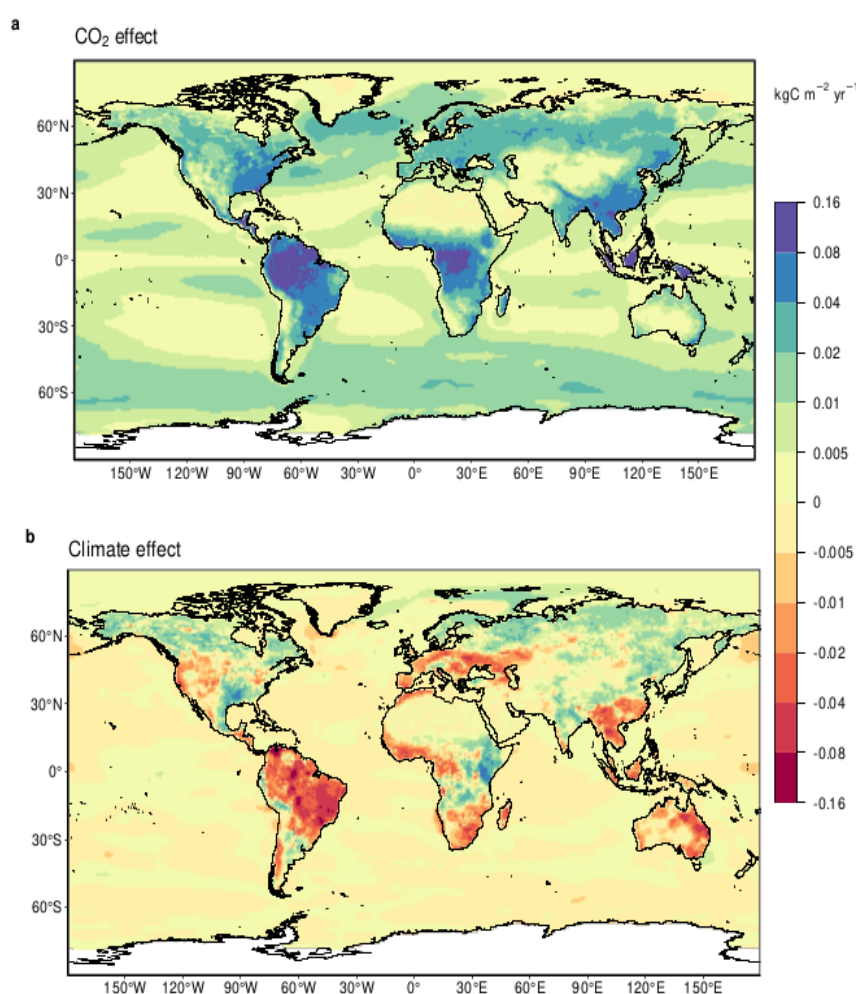 a
CO₂ effect
kgC m⁻² yr⁻¹
60°N
30°N
0°
30°S
60°S
150°W 120°W 90°W 60°W 30°W 0° 30°E 60°E 90°E 120°E 150°E
0.16
0.08
0.04
0.02
0.01
0.005
0
-0.005
-0.01
-0.02
-0.04
-0.08
-0.16
b
Climate effect
60°N
30°N
0°
30°S
60°S
150°W 120°W 90°W 60°W 30°W 0° 30°E 60°E 90°E 120°E 150°E